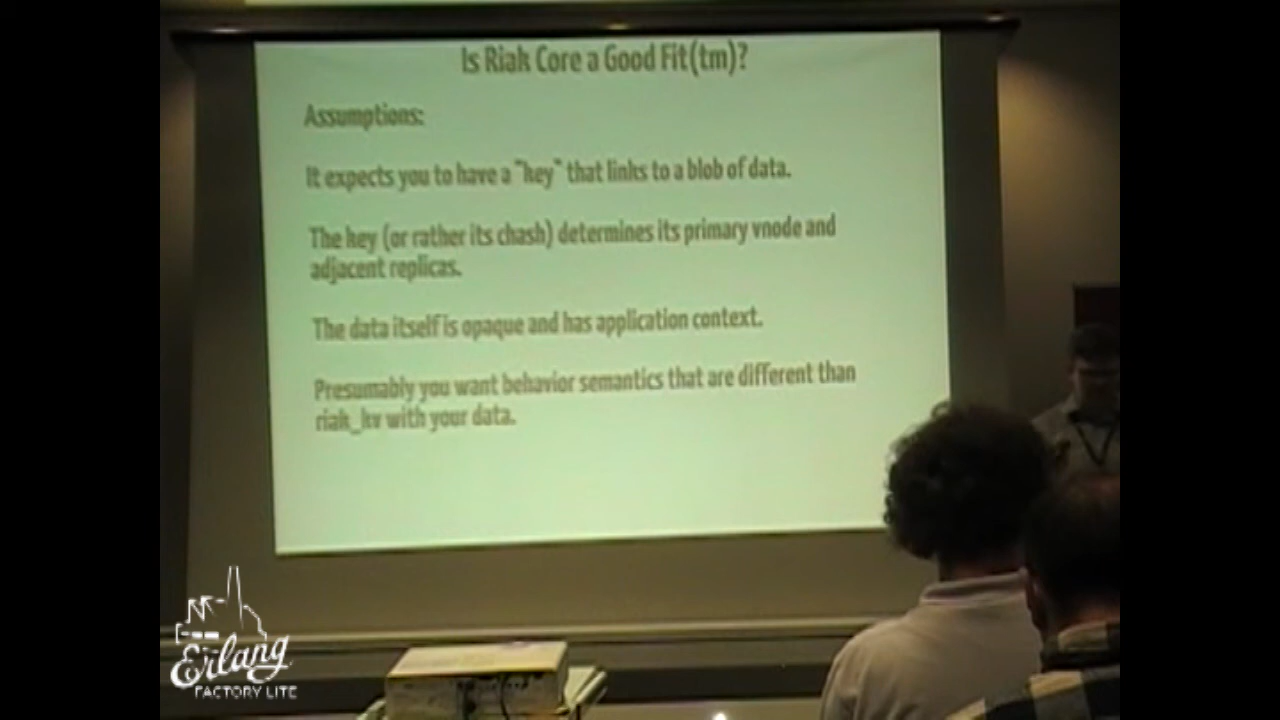 Is Riak Core a Good Fit(tm)?
Assumptions:
It expects you to have a "key" that links to a blob of data.
The key (or rather its chash) determines its primary vnode and
adjacent replicas.
The data itself is opaque and has application context.
Presumably you want behavior semantics that are different than
riak_kv with your data.
Erlang
FACTORY LITE